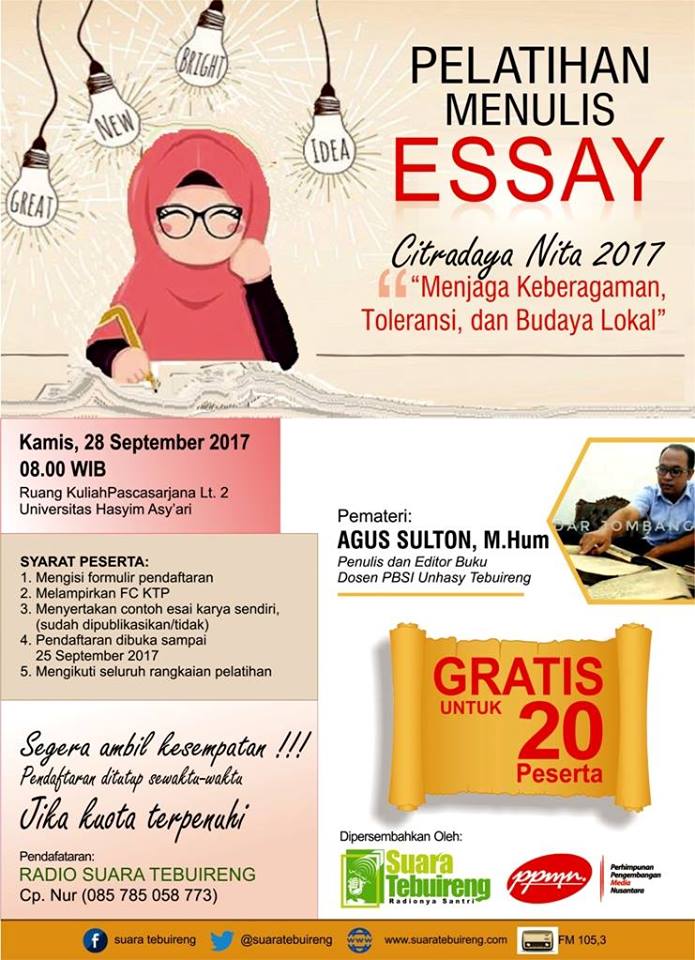 GREAT
NEW
BRIGHT
IDEA
PELATIHAN
MENULIS
ESSAY
Citradaya Nita 2017
“Menjaga Keberagaman,
Toleransi, dan Budaya Lokal”
Kamis, 28 September 2017
08.00 WIB
Ruang KuliahPascasarjana Lt. 2
Universitas Hasyim Asy'ari
SYARAT PESERTA:
1. Mengisi formulir pendaftaran
2. Melampirkan FC KTP
3. Menyertakan contoh esai karya sendiri,
(sudah dipublikasikan/tidak)
4. Pendaftaran dibuka sampai
25 September 2017
5. Mengikuti seluruh rangkaian pelatihan
Segera ambil kesempatan !!!
Pendaftaran ditutup sewaktu-waktu
Jika kuota terpenuhi
Pendafataran:
RADIO SUARA TEBUIRENG
Cp. Nur (085 785 058 773)
Pemateri:
AGUS SULTON, M.Hum
Penulis dan Editor Buku
Dosen PBSI Unhasy Tebuireng
DAR JOMBANG
GRATIS
UNTUK 20
Peserta
Dipersembahkan Oleh:
Suara
Tebuireng
Radionya Santri
ppmn
Perhimpunan
Pengembangan
Media
Nusantara
suara tebuireng
@suaratebuireng
www.suaratebuireng.com
FM 105,3